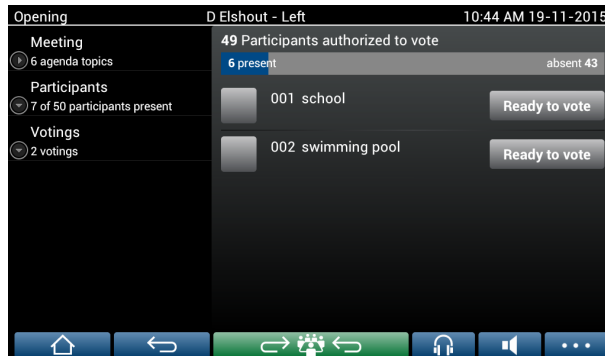 Opening D Elshout - Left 10:44 AM 19-11-2015
Meeting
6 agenda topics
Participants
7 of 50 participants present
Votings
2 votings
49 Participants authorized to vote
6 present absent 43
001 school Ready to vote
002 swimming pool Ready to vote